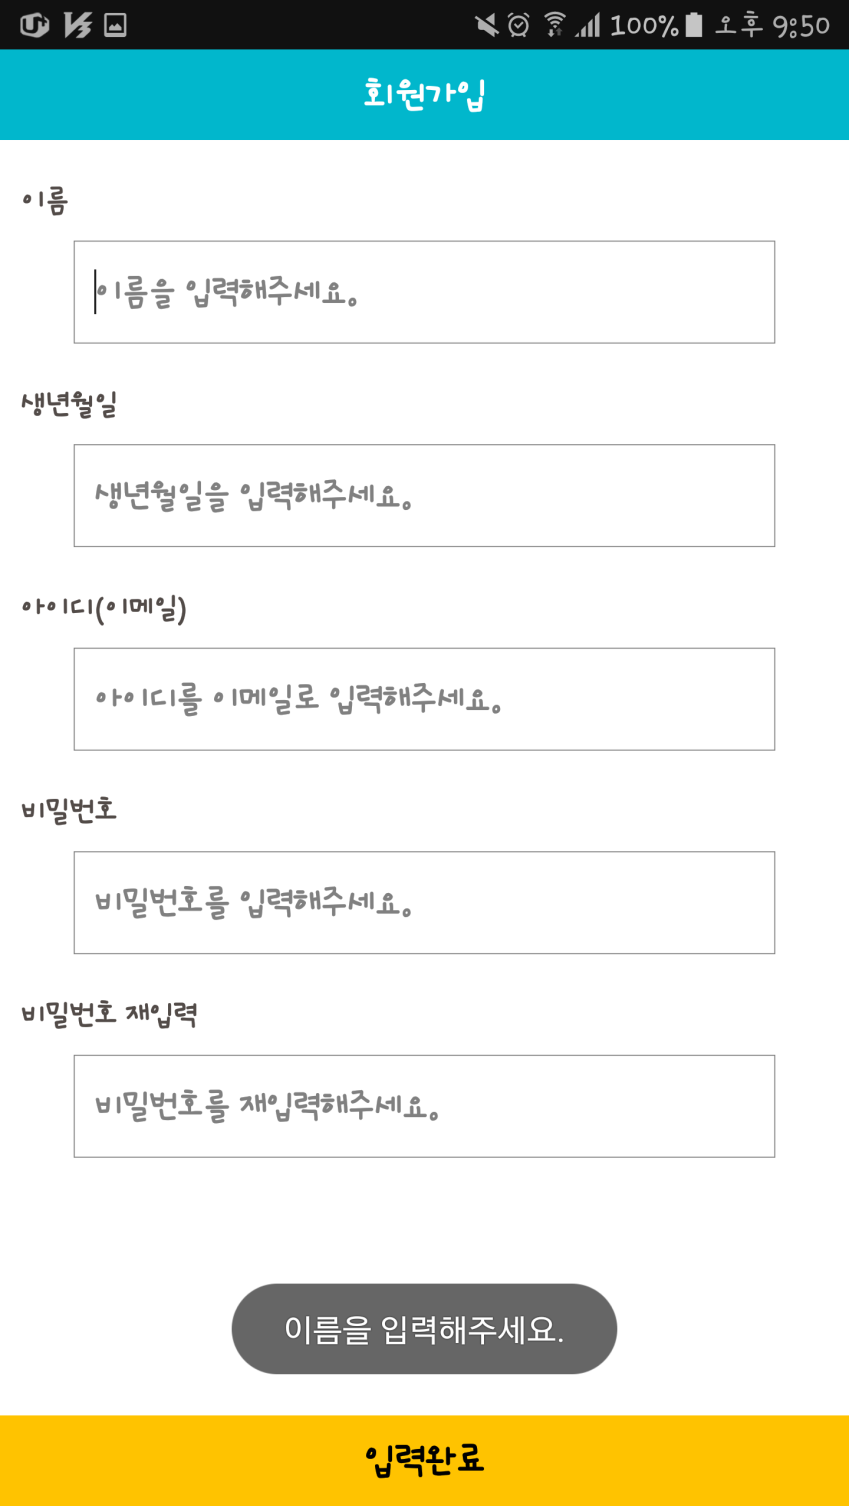 100% 오후 9:50
회원가입
이름
이름을 입력해주세요.
생년월일
생년월일을 입력해주세요.
아이디(이메일)
아이디를 이메일로 입력해주세요.
비밀번호
비밀번호를 입력해주세요.
비밀번호 재입력
비밀번호를 재입력해주세요.
이름을 입력해주세요.
입력완료